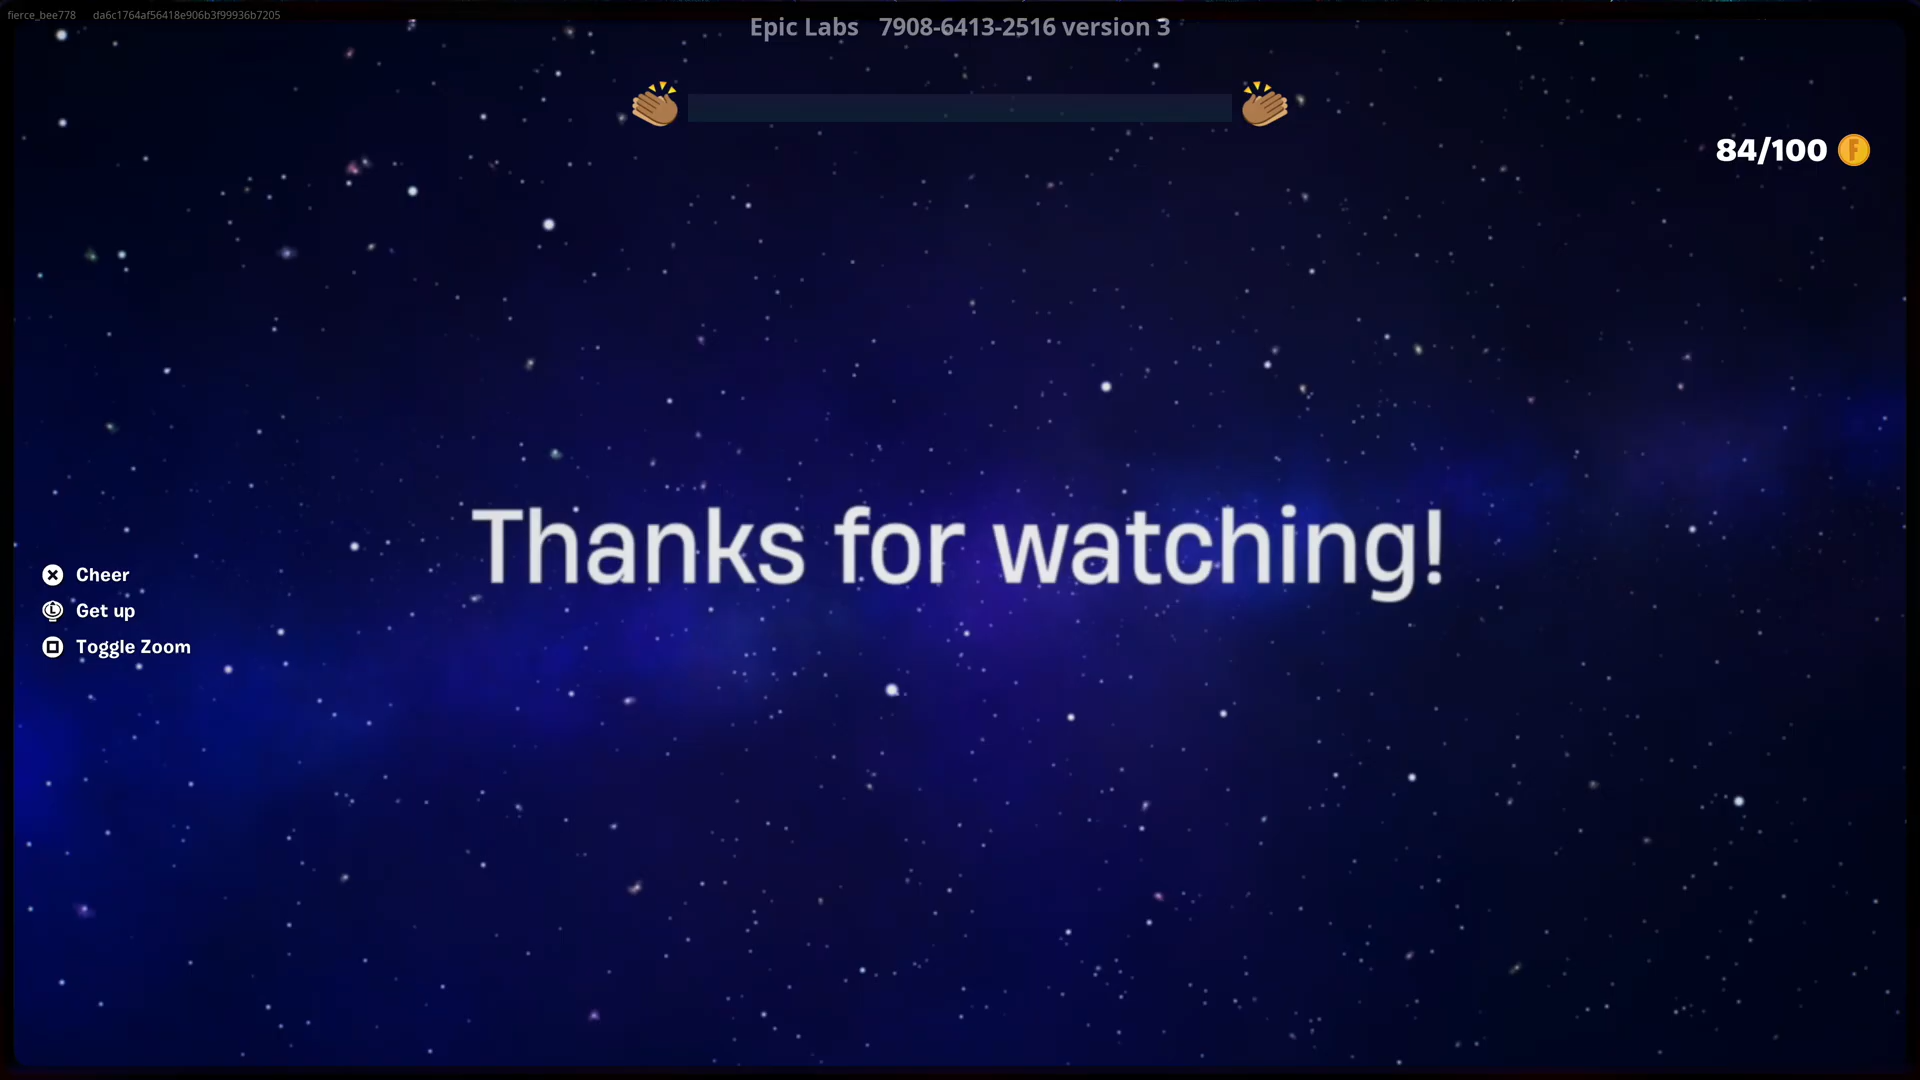 fierce_bee778 da6c1764af56418e906b3f99936b7205
Epic Labs 7908-6413-2516 version 3
84/100 F
Thanks for watching!
Cheer
L Get up
Toggle Zoom